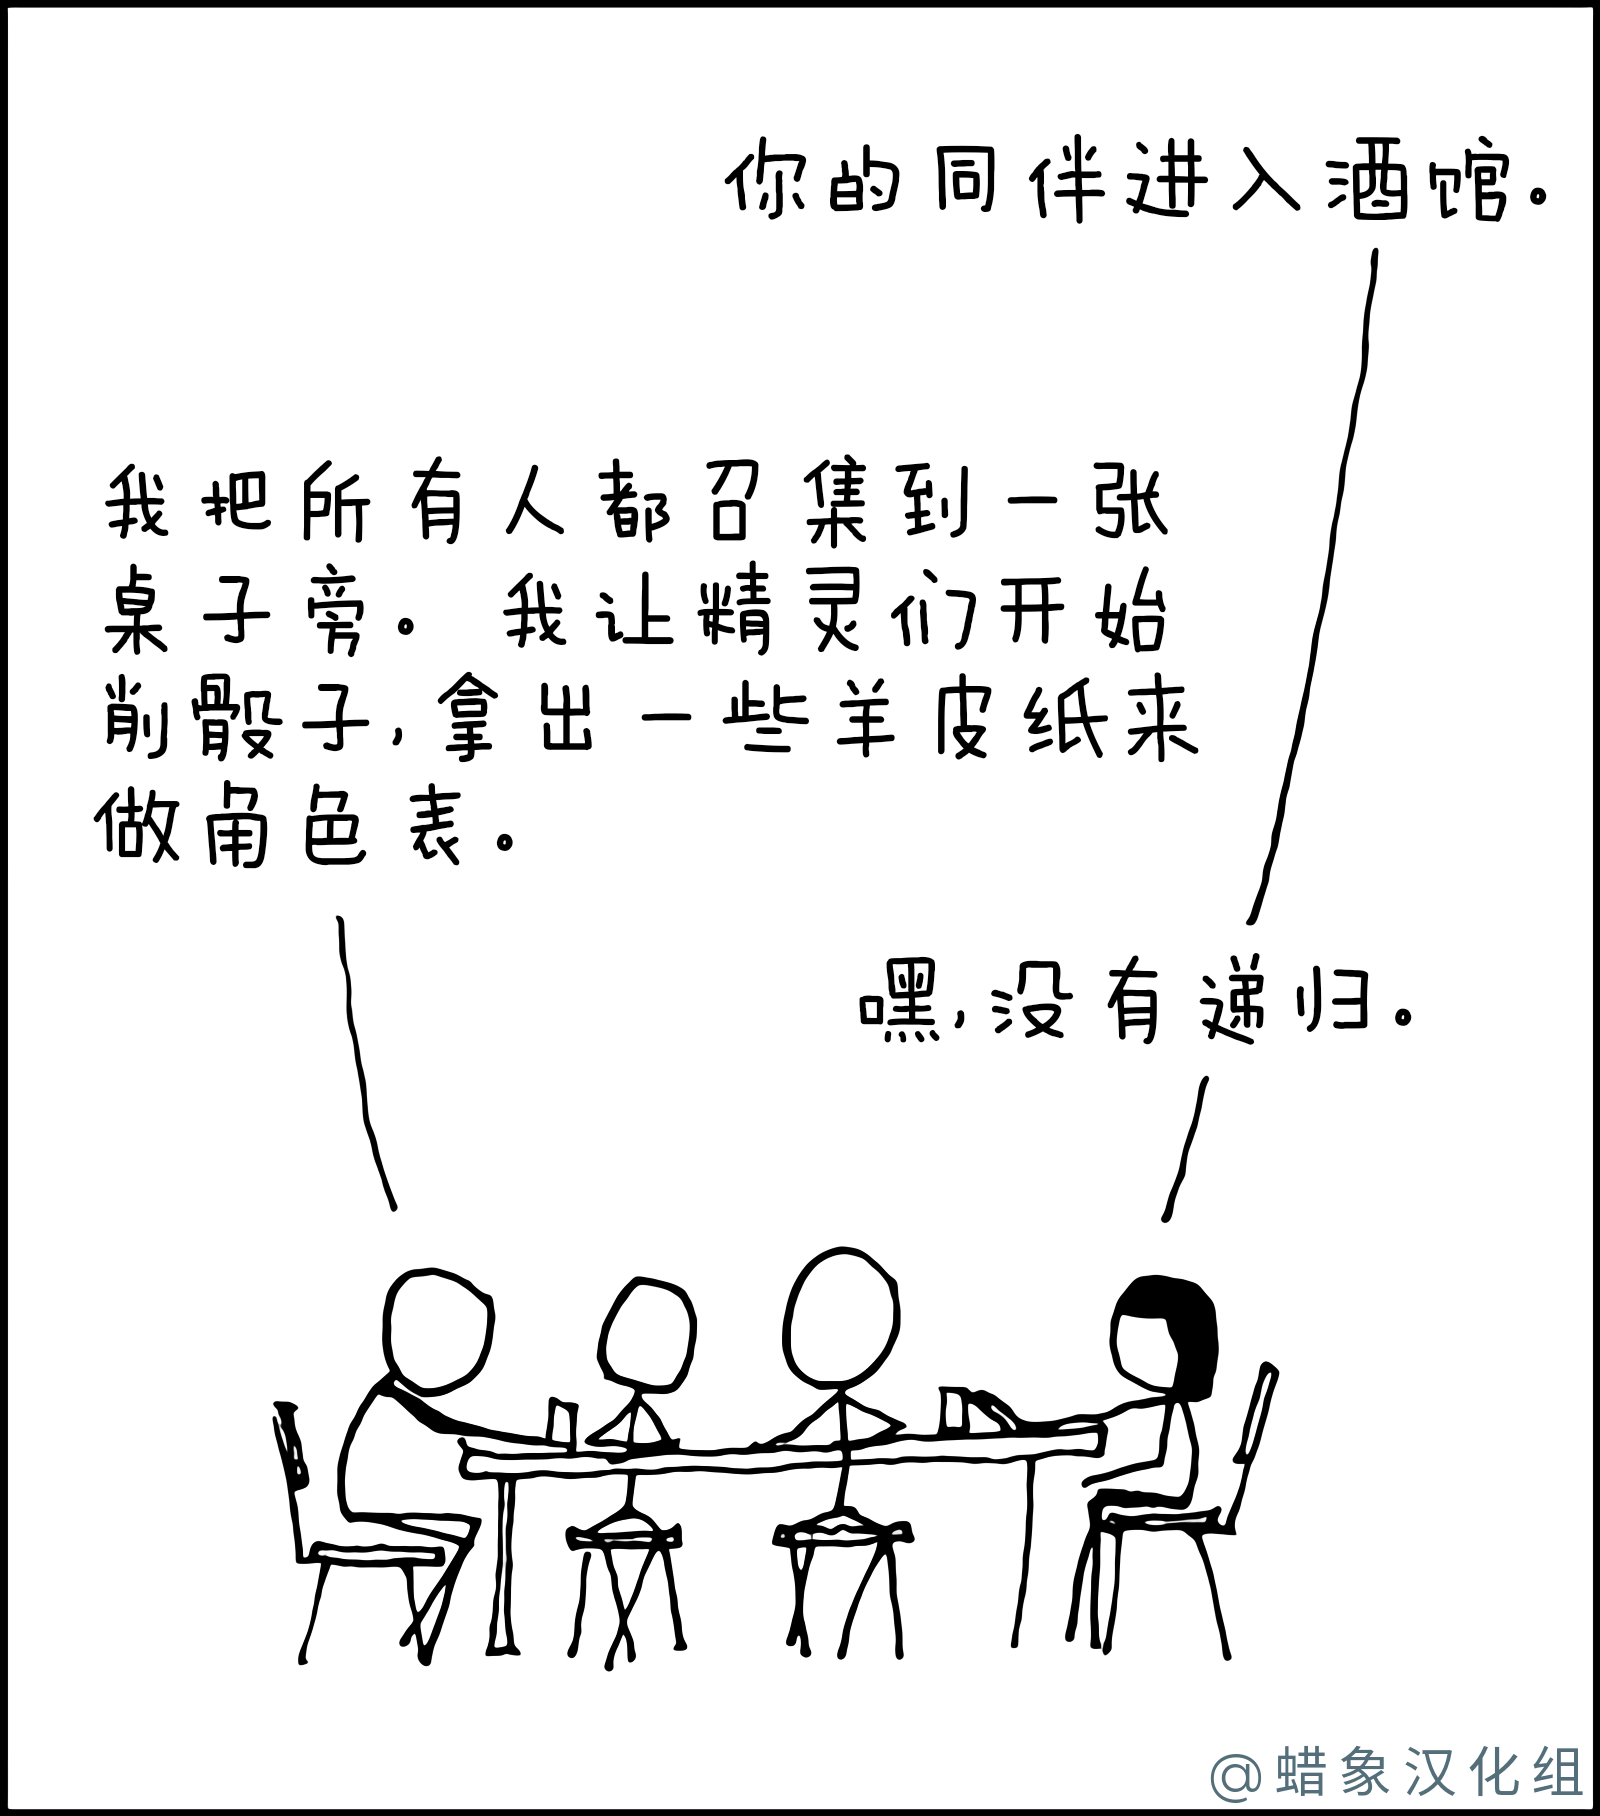 你的同伴进入酒馆。
我把所有人都召集到一张
桌子旁。我让精灵们开始
削骰子,拿出一些羊皮纸来
做角色表。
嘿,没有递归。
@蜡象汉化组